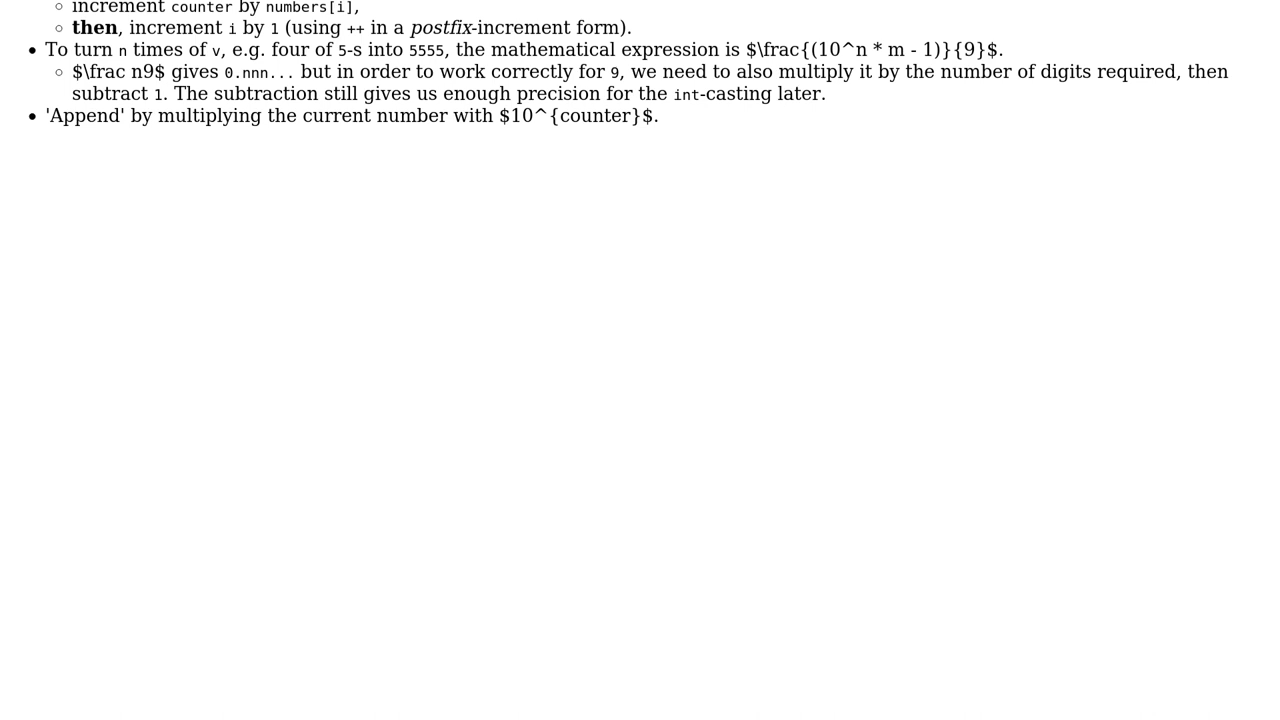 increment counter by numbers[i],
then, increment i by 1 (using ++ in a postfix-increment form).
To turn n times of v, e.g. four of 5-s into 5555, the mathematical expression is $\frac{(10^n * m - 1)}{9}$.
$\frac n9$ gives 0.nnn... but in order to work correctly for 9, we need to also multiply it by the number of digits required, then
subtract 1. The subtraction still gives us enough precision for the int-casting later.
'Append' by multiplying the current number with $10^{counter}$.